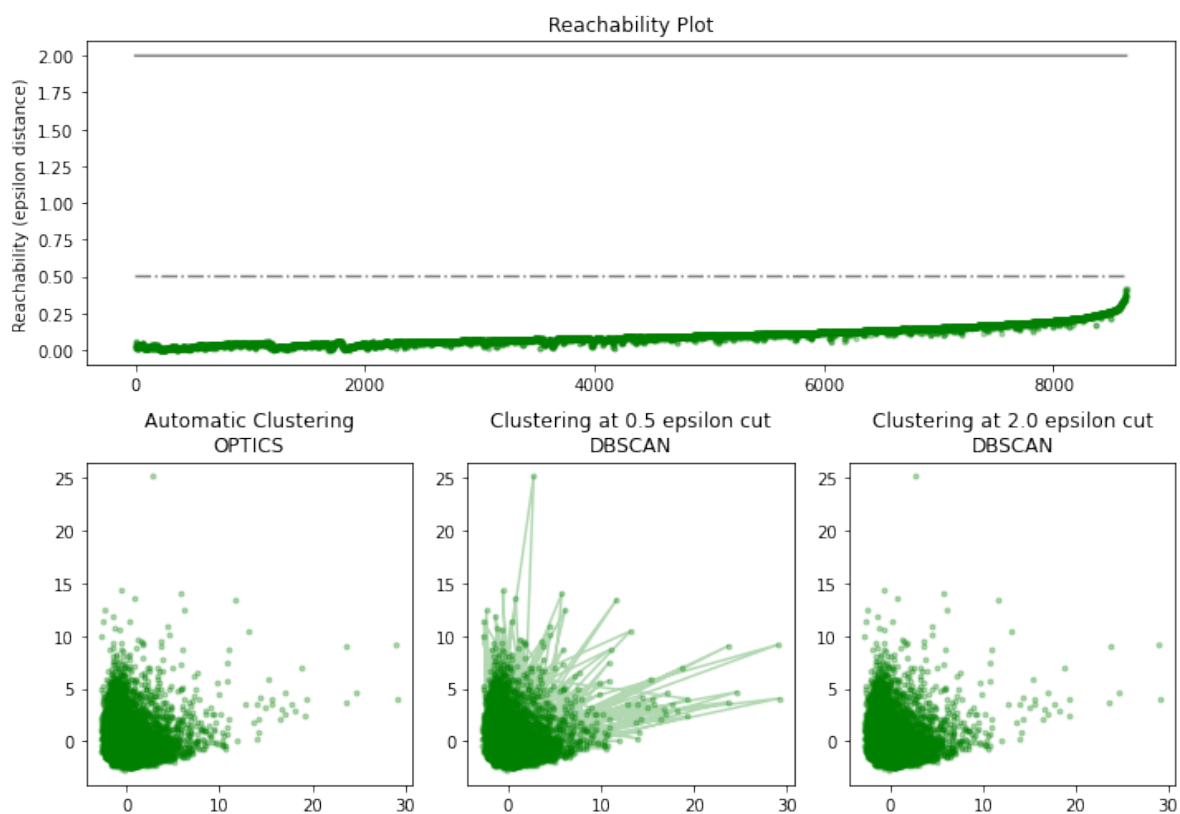 Reachability Plot
Reachability (epsilon distance)
2.00
1.75
1.50
1.25
1.00
0.75
0.50
0.25
0.00
0 2000 4000 6000 8000
Automatic Clustering
OPTICS
25
20
15
10
5
0
0 10 20 30
Clustering at 0.5 epsilon cut
DBSCAN
25
20
15
10
5
0
0 10 20 30
Clustering at 2.0 epsilon cut
DBSCAN
25
20
15
10
5
0
0 10 20 30